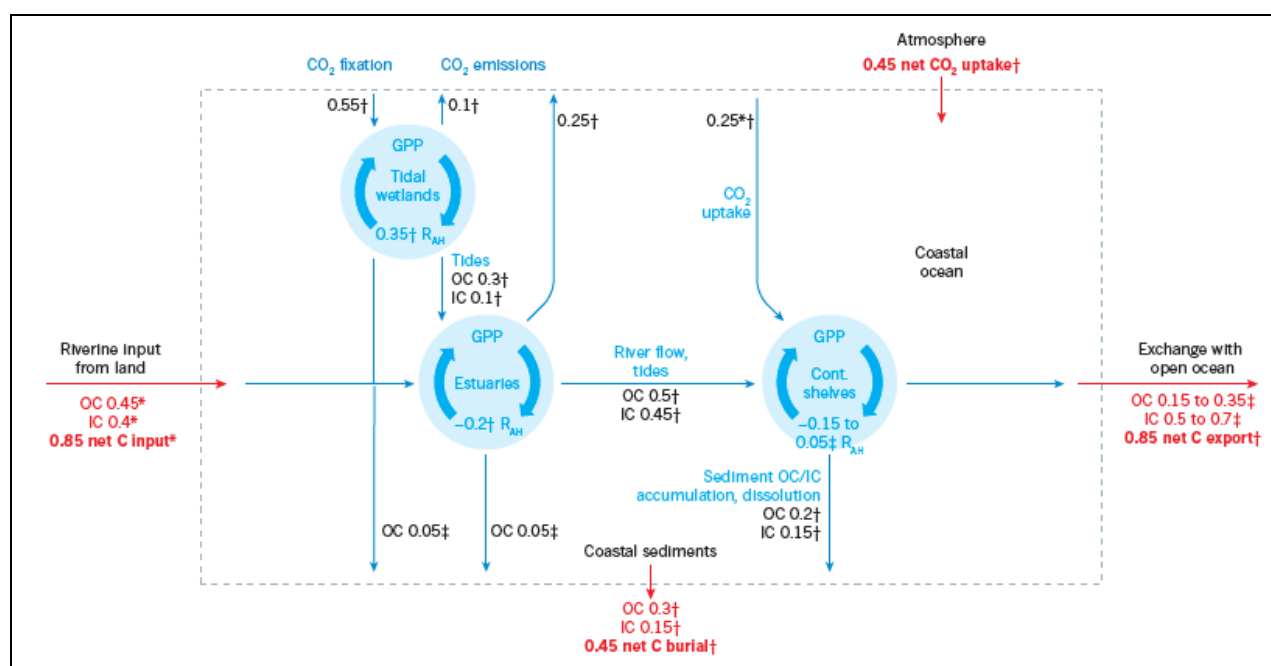 Atmosphere
0.45 net CO₂ uptake†
CO₂ fixation
CO₂ emissions
0.55†
0.1†
0.25†
0.25*†
GPP
Tidal
wetlands
0.35† R_AH
CO₂
uptake
Coastal
ocean
Tides
OC 0.3†
IC 0.1†
Riverine input
from land
OC 0.45*
IC 0.4*
0.85 net C input*
GPP
Estuaries
−0.2† R_AH
River flow,
tides
OC 0.5†
IC 0.45†
GPP
Cont.
shelves
−0.15 to
0.05‡ R_AH
Exchange with
open ocean
OC 0.15 to 0.35‡
IC 0.5 to 0.7‡
0.85 net C export†
Sediment OC/IC
accumulation, dissolution
OC 0.2†
IC 0.15†
OC 0.05‡
OC 0.05‡
Coastal sediments
OC 0.3†
IC 0.15†
0.45 net C burial†